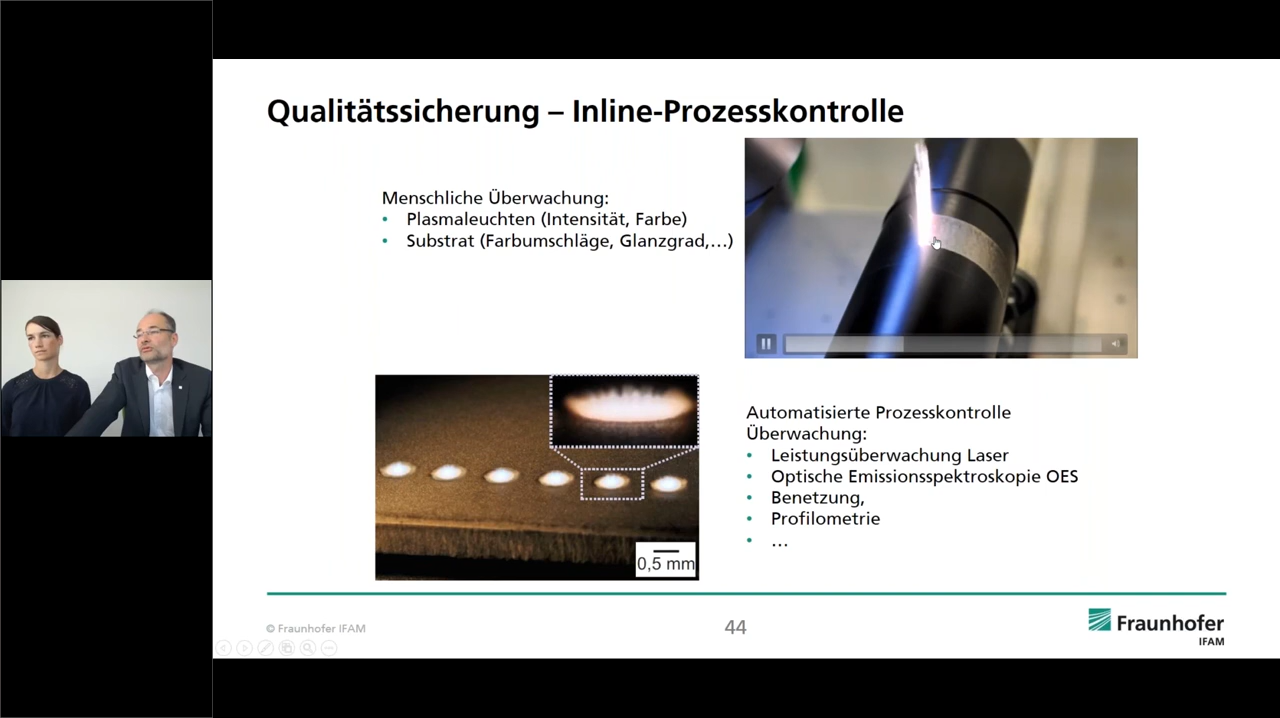 Qualitätssicherung – Inline-Prozesskontrolle
Menschliche Überwachung:
• Plasmaleuchten (Intensität, Farbe)
• Substrat (Farbumschläge, Glanzgrad,…)
0,5 mm
Automatisierte Prozesskontrolle
Überwachung:
• Leistungsüberwachung Laser
• Optische Emissionsspektroskopie OES
• Benetzung,
• Profilometrie
• …
© Fraunhofer IFAM
44
Fraunhofer
IFAM